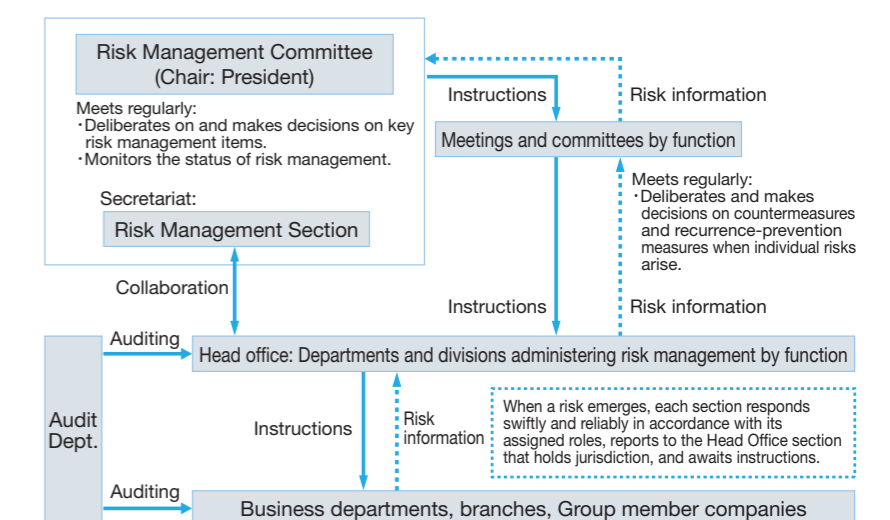 Risk Management Committee
(Chair: President)
Meets regularly:
・Deliberates on and makes decisions on key
risk management items.
・Monitors the status of risk management.
Secretariat:
Risk Management Section
Instructions
Risk information
Meetings and committees by function
Meets regularly:
・Deliberates and makes
decisions on countermeasures
and recurrence-prevention
measures when individual risks
arise.
Collaboration
Instructions
Risk information
Auditing
Head office: Departments and divisions administering risk management by function
Audit
Dept.
Instructions
Risk
information
When a risk emerges, each section responds
swiftly and reliably in accordance with its
assigned roles, reports to the Head Office section
that holds jurisdiction, and awaits instructions.
Auditing
Business departments, branches, Group member companies